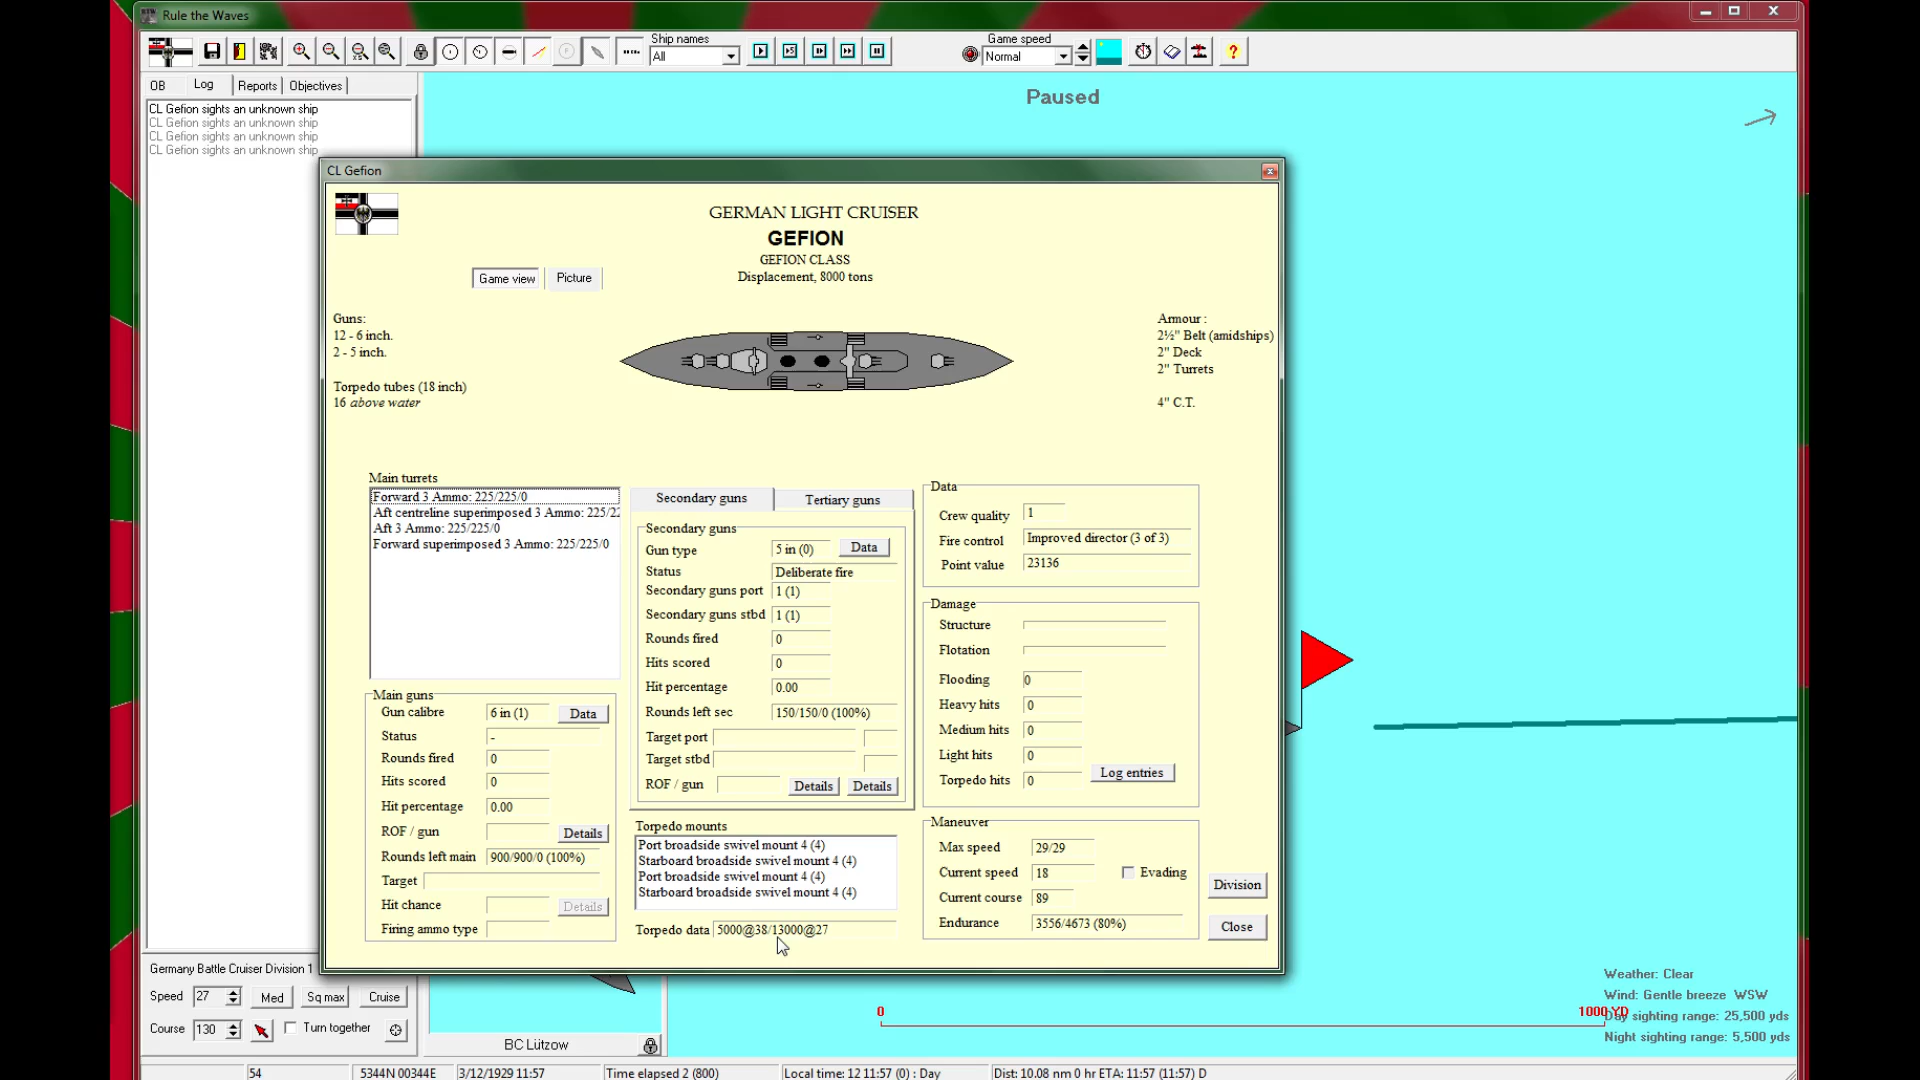 Rule the Waves
Ship names
All
Game speed
Normal
OB Log Reports Objectives
CL Gefion sights an unknown ship
CL Gefion sights an unknown ship
CL Gefion sights an unknown ship
CL Gefion sights an unknown ship
Paused
CL Gefion
GERMAN LIGHT CRUISER
GEFION
GEFION CLASS
Displacement, 8000 tons
Game view Picture
Guns:
12 - 6 inch.
2 - 5 inch.
Torpedo tubes (18 inch)
16 above water
Armour :
2½" Belt (amidships)
2" Deck
2" Turrets
4" C.T.
Main turrets
Forward 3 Ammo: 225/225/0
Aft centreline superimposed 3 Ammo: 225/22
Aft 3 Ammo: 225/225/0
Forward superimposed 3 Ammo: 225/225/0
Main guns
Gun calibre 6 in (1) Data
Status -
Rounds fired 0
Hits scored 0
Hit percentage 0.00
ROF / gun Details
Rounds left main 900/900/0 (100%)
Target
Hit chance Details
Firing ammo type
Secondary guns Tertiary guns
Secondary guns
Gun type 5 in (0) Data
Status Deliberate fire
Secondary guns port 1 (1)
Secondary guns stbd 1 (1)
Rounds fired 0
Hits scored 0
Hit percentage 0.00
Rounds left sec 150/150/0 (100%)
Target port
Target stbd
ROF / gun Details Details
Torpedo mounts
Port broadside swivel mount 4 (4)
Starboard broadside swivel mount 4 (4)
Port broadside swivel mount 4 (4)
Starboard broadside swivel mount 4 (4)
Torpedo data 5000@38/13000@27
Data
Crew quality 1
Fire control Improved director (3 of 3)
Point value 23136
Damage
Structure
Flotation
Flooding 0
Heavy hits 0
Medium hits 0
Light hits 0
Torpedo hits 0 Log entries
Maneuver
Max speed 29/29
Current speed 18 Evading
Current course 89
Endurance 3556/4673 (80%)
Division
Close
Germany Battle Cruiser Division 1
Speed 27 Med Sq max Cruise
Course 130 Turn together
BC Lützow
0 1000 YD
Weather: Clear
Wind: Gentle breeze WSW
Day sighting range: 25,500 yds
Night sighting range: 5,500 yds
54 5344N 00344E 3/12/1929 11:57 Time elapsed 2 (800) Local time: 12 11:57 (0) : Day Dist: 10.08 nm 0 hr ETA: 11:57 (11:57) D